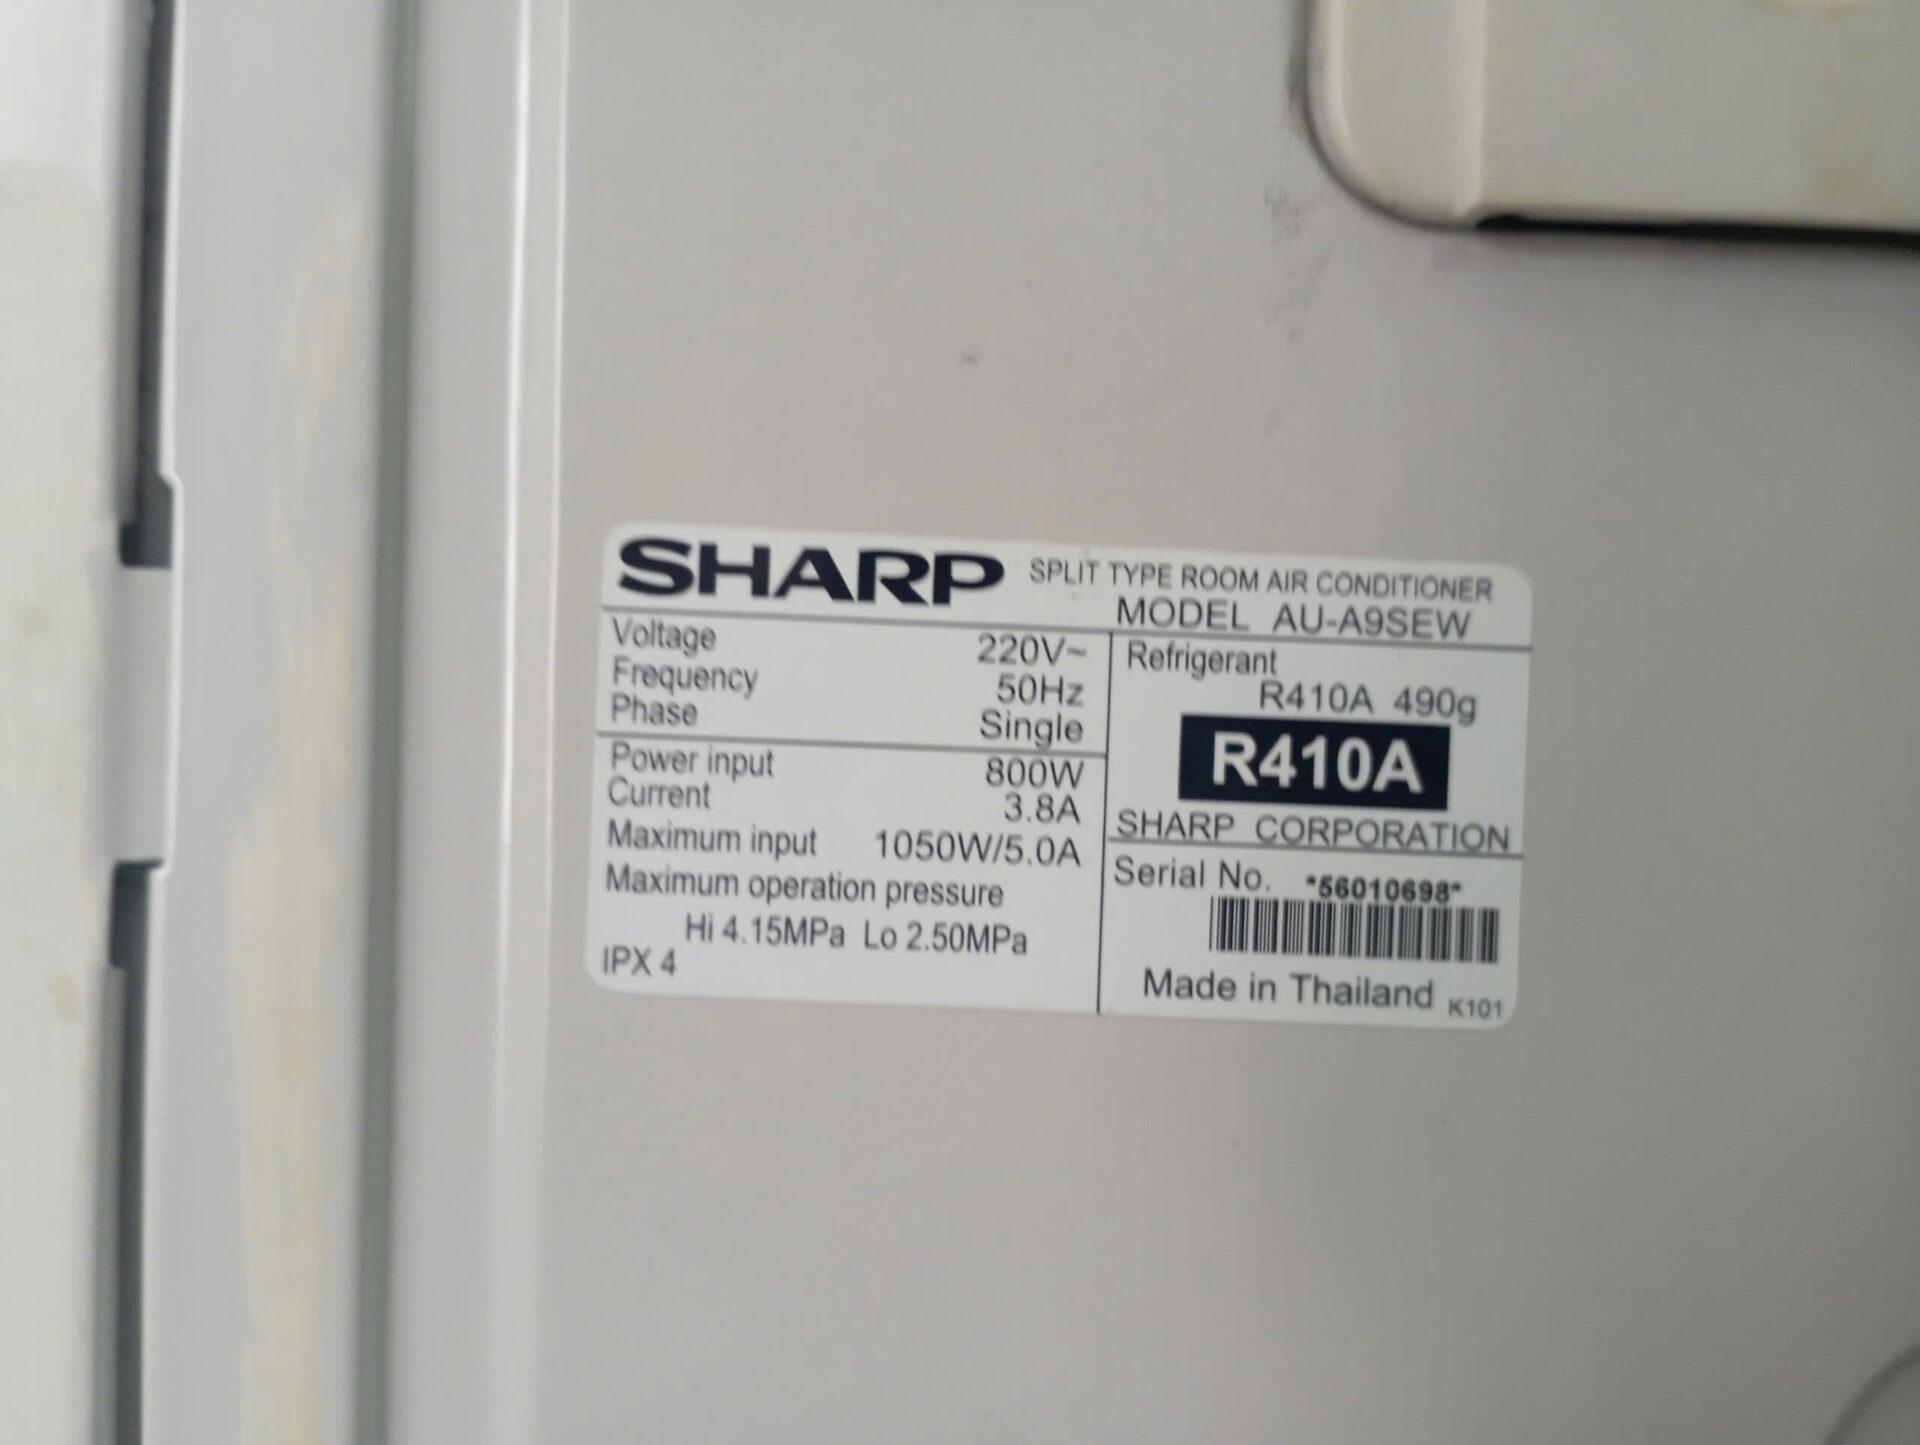 SHARP SPLIT TYPE ROOM AIR CONDITIONER
MODEL AU-A9SEW
Voltage 220V~
Frequency 50Hz
Phase Single
Power input 800W
Current 3.8A
Maximum input 1050W/5.0A
Maximum operation pressure
Hi 4.15MPa Lo 2.50MPa
IPX 4
Refrigerant
R410A 490g
R410A
SHARP CORPORATION
Serial No. *56010698*
Made in Thailand K101